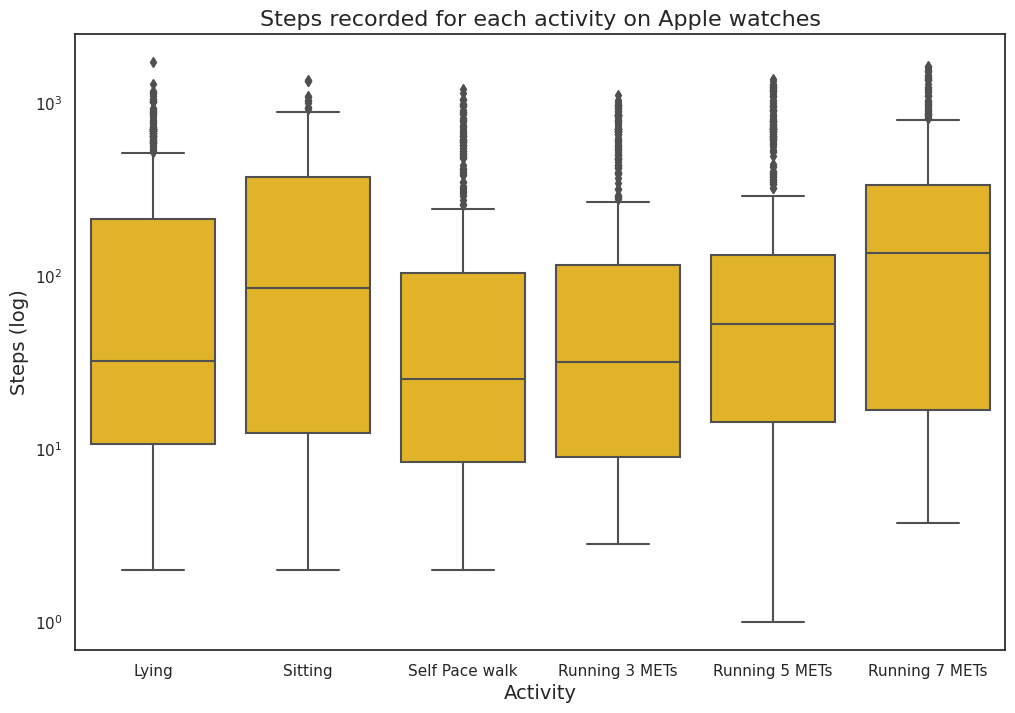 Steps recorded for each activity on Apple watches
Steps (log)
10³
10²
10¹
10⁰
Lying Sitting Self Pace walk Running 3 METs Running 5 METs Running 7 METs
Activity